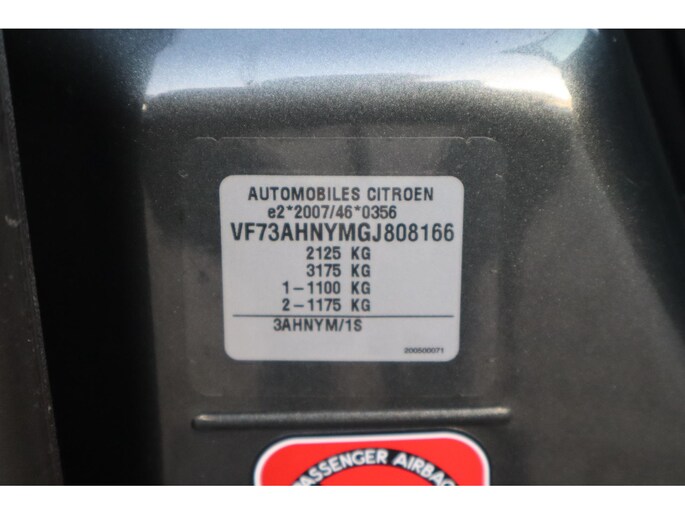 AUTOMOBILES CITROEN
e2*2007/46*0356
VF73AHNYMGJ808166
2125 KG
3175 KG
1-1100 KG
2-1175 KG
3AHNYM/1S
200500071
PASSENGER AIRBAG